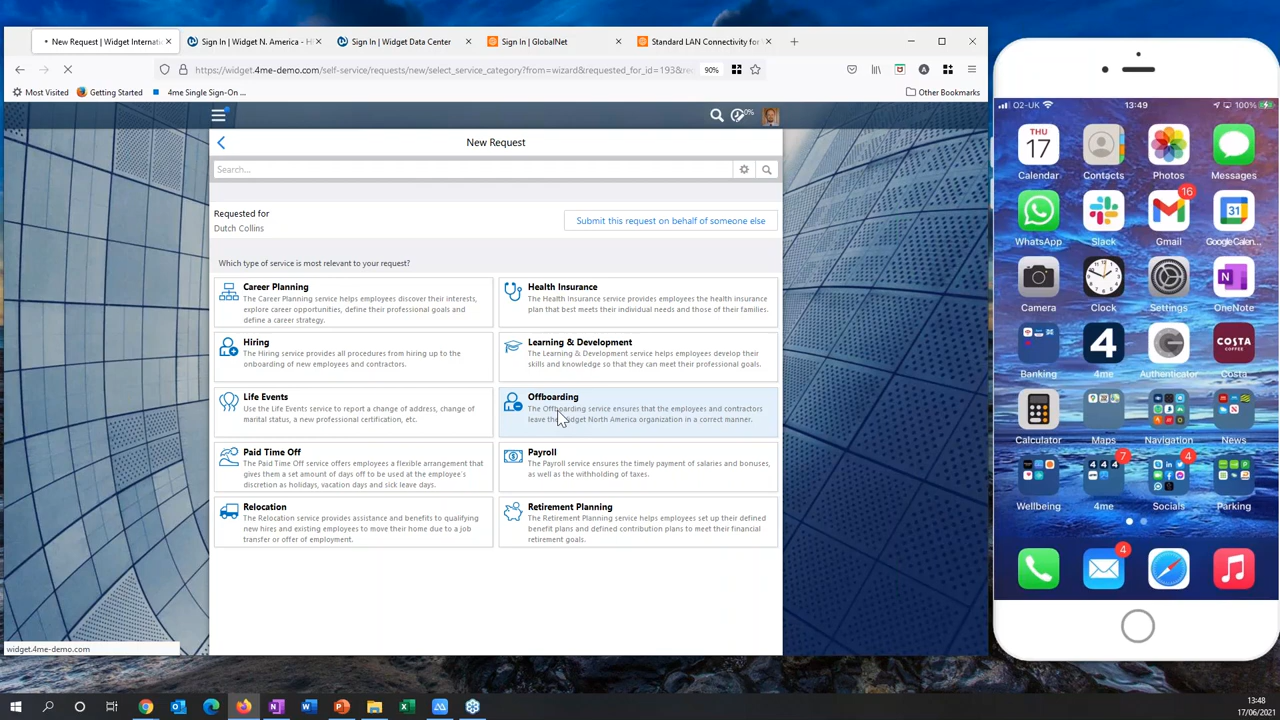 New Request | Widget Internati
Sign In | Widget N. America - H
Sign In | Widget Data Center
Sign In | GlobalNet
Standard LAN Connectivity for
https://widget.4me-demo.com/self-service/requests/new/select_service_category?from=wizard&requested_for_id=193&re
90%
Most Visited
Getting Started
4me Single Sign-On ...
Other Bookmarks
0%
New Request
Search...
Requested for
Dutch Collins
Submit this request on behalf of someone else
Which type of service is most relevant to your request?
Career Planning
The Career Planning service helps employees discover their interests,
explore career opportunities, define their professional goals and
define a career strategy.
Health Insurance
The Health Insurance service provides employees the health insurance
plan that best meets their individual needs and those of their families.
Hiring
The Hiring service provides all procedures from hiring up to the
onboarding of new employees and contractors.
Learning & Development
The Learning & Development service helps employees develop their
skills and knowledge so that they can meet their professional goals.
Life Events
Use the Life Events service to report a change of address, change of
marital status, a new professional certification, etc.
Offboarding
The Offboarding service ensures that the employees and contractors
leave the Widget North America organization in a correct manner.
Paid Time Off
The Paid Time Off service offers employees a flexible arrangement that
gives them a set amount of days off to be used at the employee's
discretion as holidays, vacation days and sick leave days.
Payroll
The Payroll service ensures the timely payment of salaries and bonuses,
as well as the withholding of taxes.
Relocation
The Relocation service provides assistance and benefits to qualifying
new hires and existing employees to move their home due to a job
transfer or offer of employment.
Retirement Planning
The Retirement Planning service helps employees set up their defined
benefit plans and defined contribution plans to meet their financial
retirement goals.
widget.4me-demo.com
O2-UK
13:49
100%
THU
17
Calendar
Contacts
Photos
Messages
16
31
WhatsApp
Slack
Gmail
Google Calen...
Camera
Clock
Settings
OneNote
4
COSTA
COFFEE
Banking
4me
Authenticator
Costa
Calculator
Maps
Navigation
News
7
4
Wellbeing
4me
Socials
Parking
4
13:48
17/06/2021